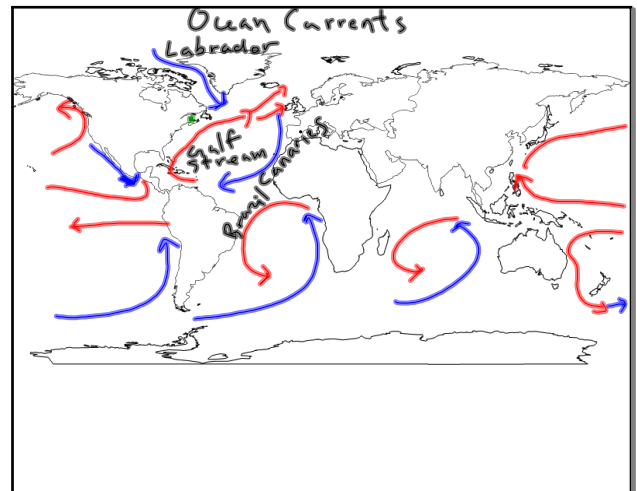 Ocean Currents
Labrador
Gulf
Stream
Canaries
Brazil